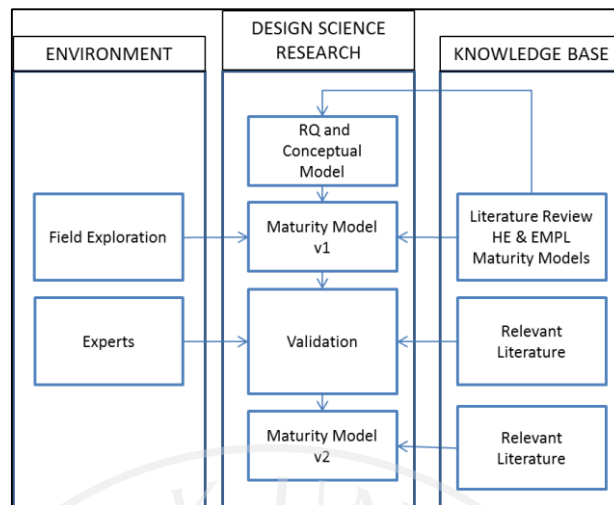 ENVIRONMENT
DESIGN SCIENCE
RESEARCH
KNOWLEDGE BASE
RQ and
Conceptual
Model
Field Exploration
Maturity Model
v1
Literature Review
HE & EMPL
Maturity Models
Experts
Validation
Relevant
Literature
Maturity Model
v2
Relevant
Literature